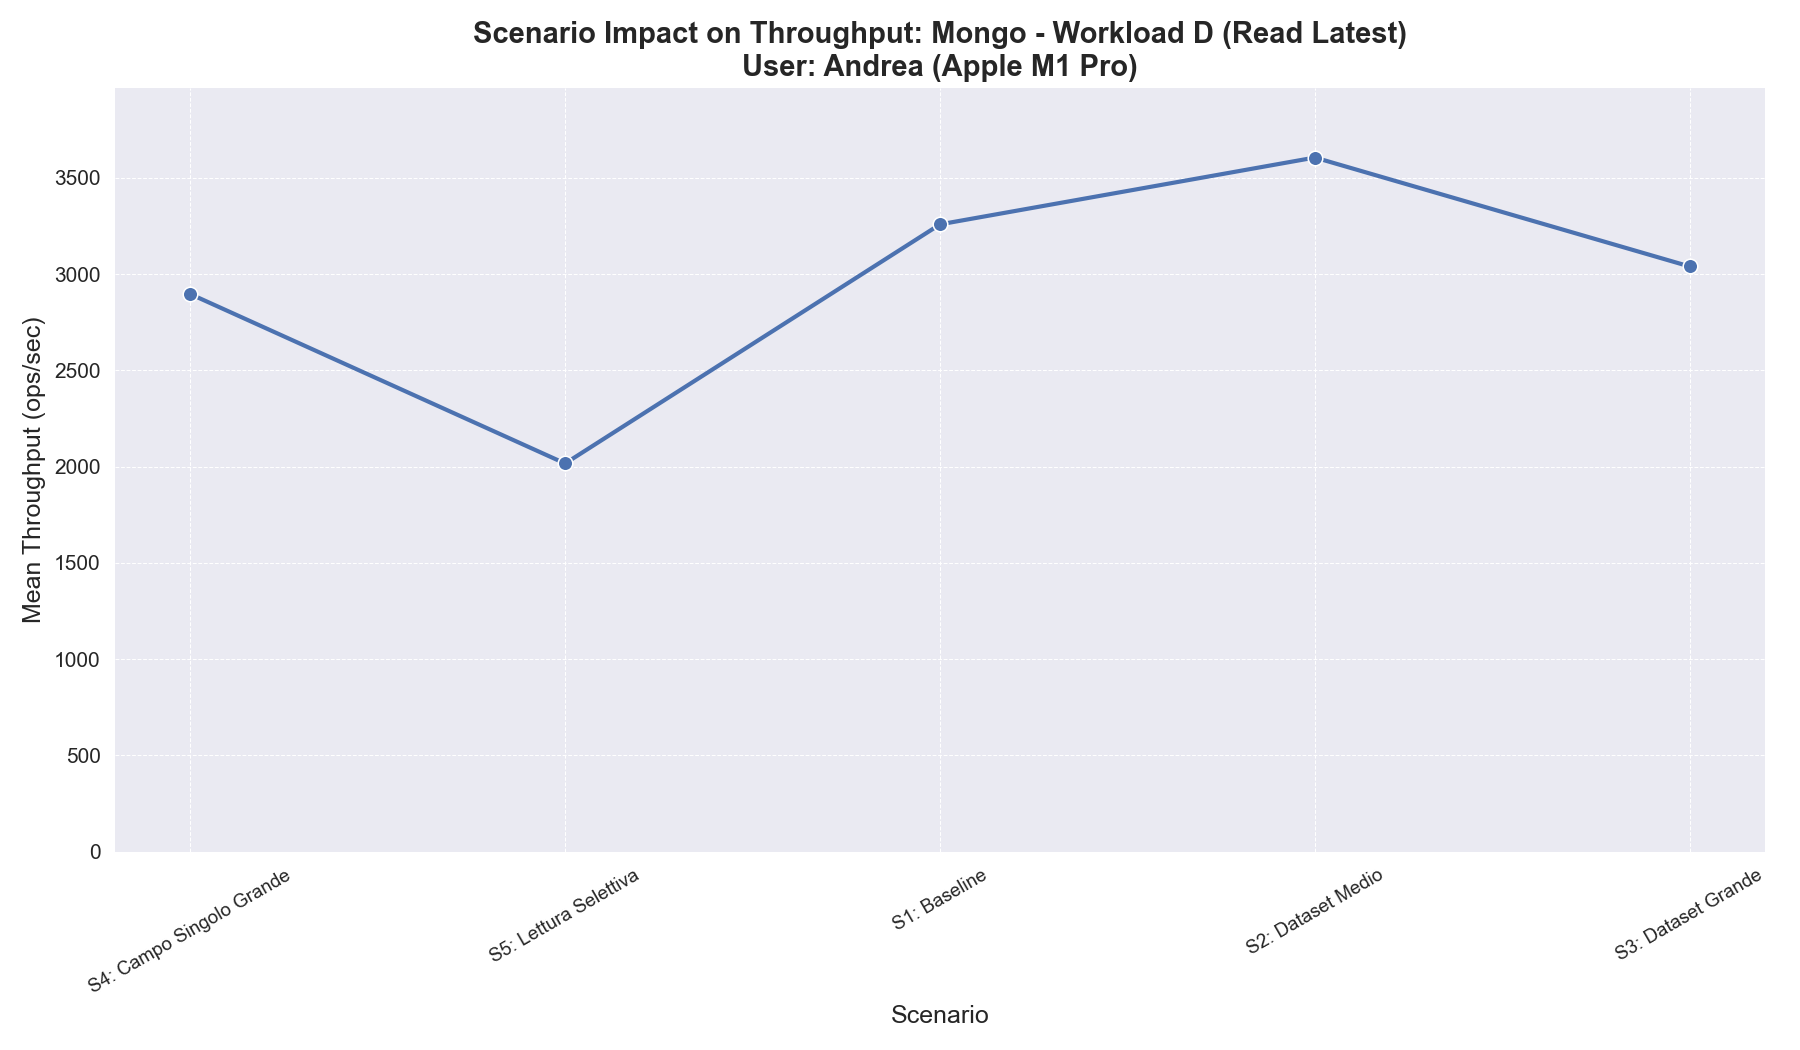 Scenario Impact on Throughput: Mongo - Workload D (Read Latest)
User: Andrea (Apple M1 Pro)
Mean Throughput (ops/sec)
3500
3000
2500
2000
1500
1000
500
0
S4: Campo Singolo Grande
S5: Lettura Selettiva
S1: Baseline
S2: Dataset Medio
S3: Dataset Grande
Scenario